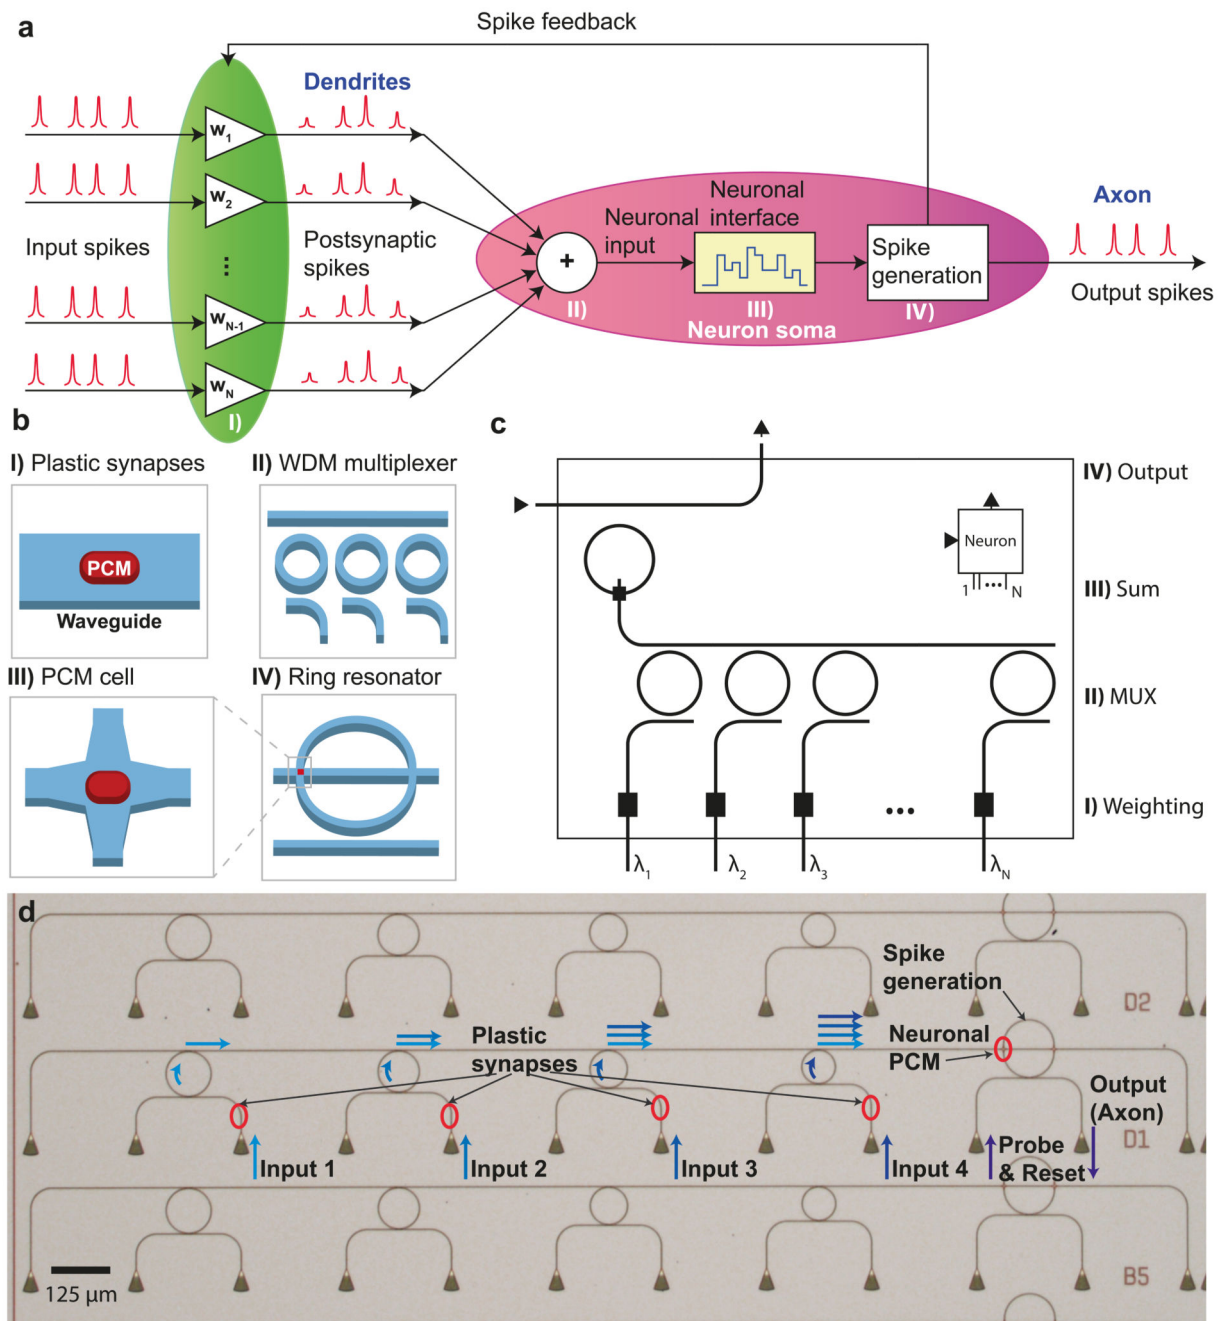 a
Spike feedback
Dendrites
w1
w2
Input spikes
Postsynaptic
spikes
...
wN-1
wN
I)
+
II)
Neuronal
input
Neuronal
interface
III)
Neuron soma
Spike
generation
IV)
Axon
Output spikes
b
I) Plastic synapses
PCM
Waveguide
II) WDM multiplexer
III) PCM cell
IV) Ring resonator
c
IV) Output
Neuron
1 ... N
III) Sum
II) MUX
I) Weighting
...
λ1 λ2 λ3 λN
d
Spike
generation
D2
Plastic
synapses
Neuronal
PCM
Output
(Axon)
D1
Input 1
Input 2
Input 3
Input 4
Probe
& Reset
B5
125 μm